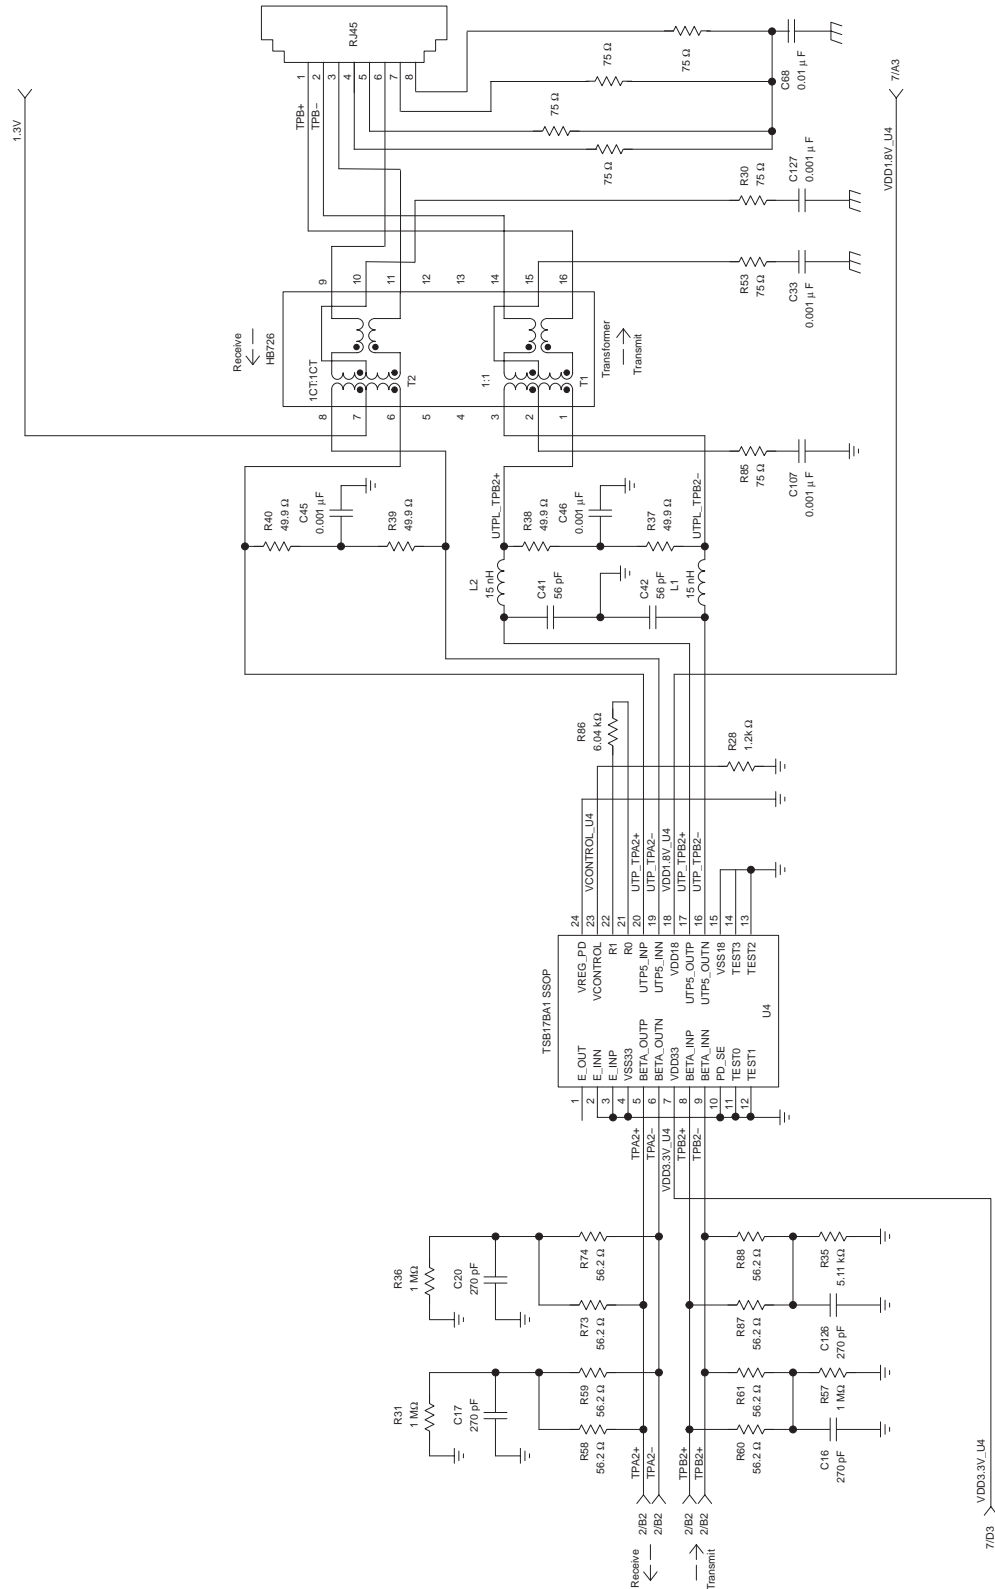 1.3V
RJ45
1
2
3
4
5
6
7
8
TPB+
TPB−
75 Ω
75 Ω
75 Ω
75 Ω
C68
0.01 µ F
7/A3
VDD1.8V_U4
R30
75 Ω
C127
0.001 µ F
R53
75 Ω
C33
0.001 µ F
Receive
HB726
9
10
11
12
13
14
15
16
1CT:1CT
T2
1:1
T1
Transformer
Transmit
8
7
6
5
4
3
2
1
R85
75 Ω
C107
0.001 µ F
R40
49.9 Ω
C45
0.001 µF
R39
49.9 Ω
UTPL_TPB2+
R38
49.9 Ω
C46
0.001 µF
R37
49.9 Ω
UTPL_TPB2−
L2
15 nH
C41
56 pF
C42
56 pF
L1
15 nH
R86
6.04 kΩ
R28
1.2k Ω
VCONTROL_U4
UTP_TPA2+
UTP_TPA2−
VDD1.8V_U4
UTP_TPB2+
UTP_TPB2−
24
23
22
21
20
19
18
17
16
15
14
13
TSB17BA1 SSOP
VREG_PD
VCONTROL
R1
R0
UTP5_INP
UTP5_INN
VDD18
UTP5_OUTP
UTP5_OUTN
VSS18
TEST3
TEST2
U4
E_OUT
E_INN
E_INP
VSS33
BETA_OUTP
BETA_OUTN
VDD33
BETA_INP
BETA_INN
PD_SE
TEST0
TEST1
1
2
3
4
5
6
7
8
9
10
11
12
TPA2+
TPA2−
VDD3.3V_U4
TPB2+
TPB2−
R36
1 MΩ
C20
270 pF
R74
56.2 Ω
R73
56.2 Ω
R88
56.2 Ω
R35
5.11 kΩ
R87
56.2 Ω
C126
270 pF
R31
1 MΩ
C17
270 pF
R59
56.2 Ω
R58
56.2 Ω
R61
56.2 Ω
R57
1 MΩ
R60
56.2 Ω
C16
270 pF
TPA2+
TPA2−
TPB2+
TPB2+
2/B2
2/B2
2/B2
2/B2
Receive
Transmit
VDD3.3V_U4
7/D3